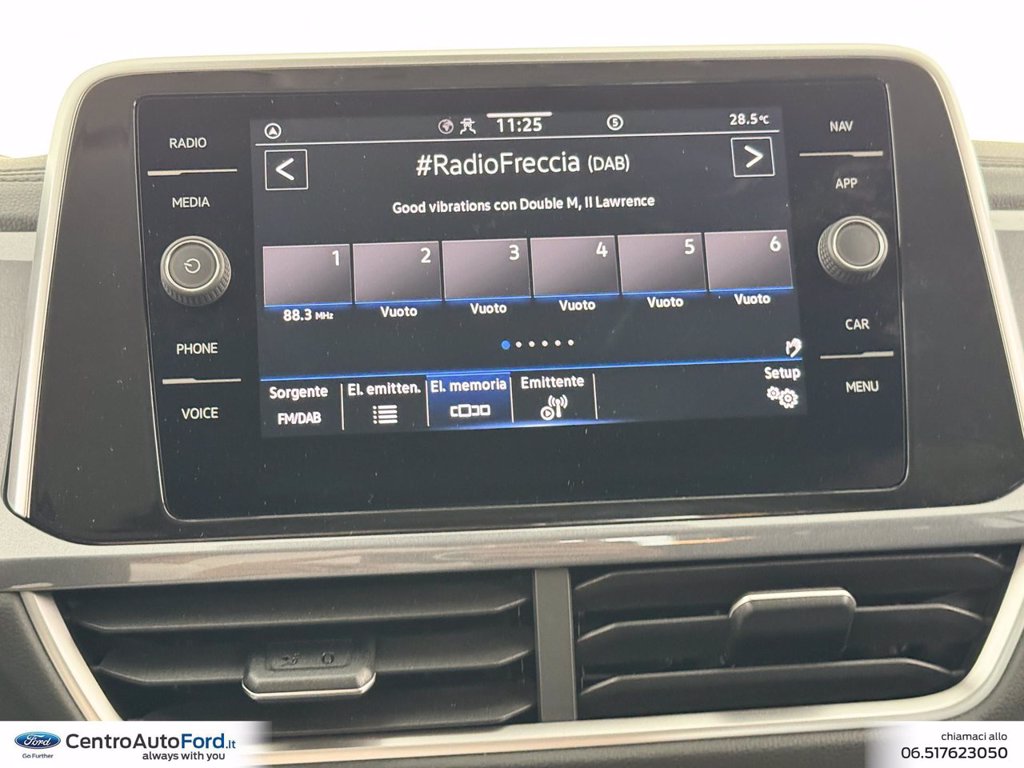 RADIO
MEDIA
PHONE
VOICE
11:25
5
28.5°C
<
#RadioFreccia (DAB)
>
Good vibrations con Double M, Il Lawrence
1 2 3 4 5 6
88.3 MHz Vuoto Vuoto Vuoto Vuoto Vuoto
Sorgente El. emitten. El. memoria Emittente Setup
FM/DAB
NAV
APP
CAR
MENU
Ford
Go Further
CentroAutoFord.it
always with you
chiamaci allo
06.517623050